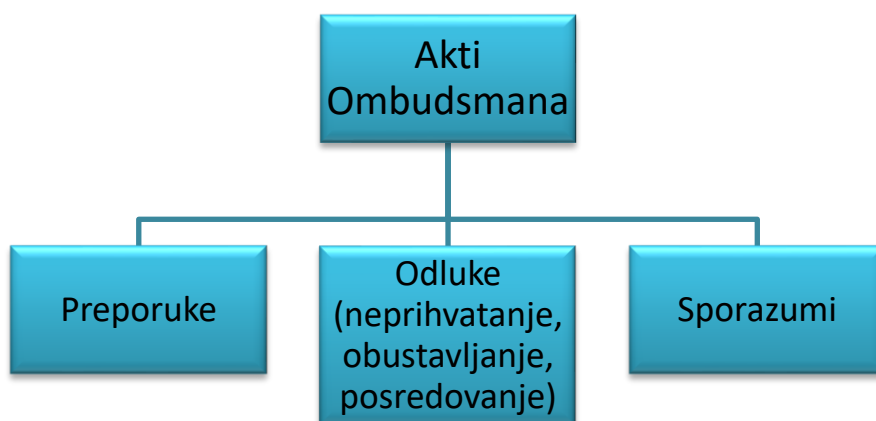 Akti
Ombudsmana
Preporuke
Odluke
(neprihvatanje,
obustavljanje,
posredovanje)
Sporazumi